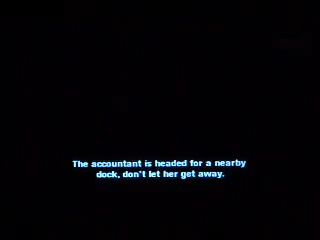 The accountant is headed for a nearby
dock, don't let her get away.